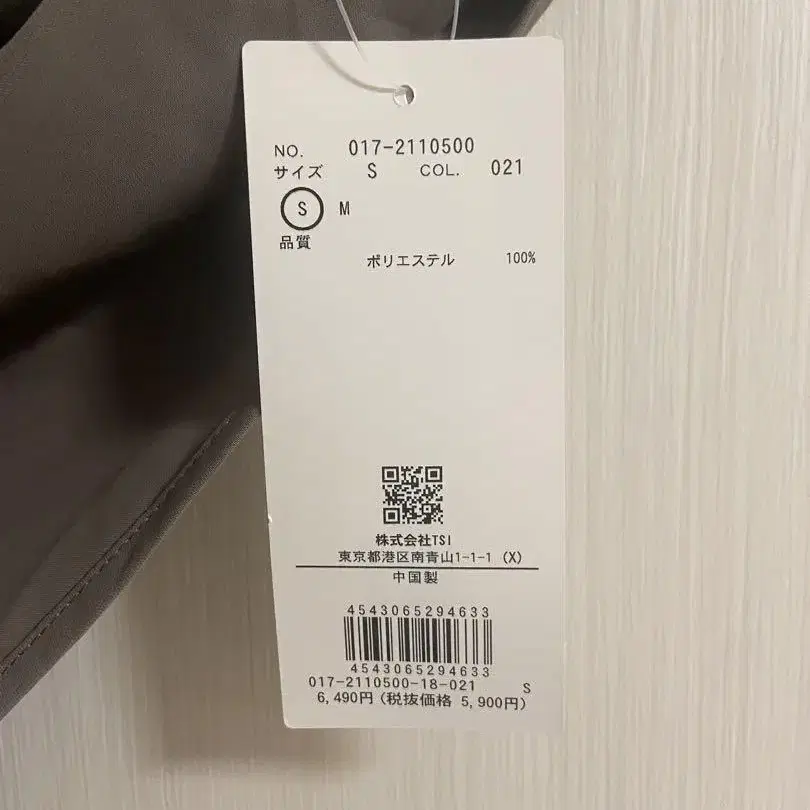 NO. 017-2110500
サイズ S COL. 021
S M
品質
ポリエステル 100%
株式会社TSI
東京都港区南青山1-1-1 (X)
中国製
4543065294633
4543065294633
017-2110500-18-021 S
6,490円(税抜価格 5,900円)